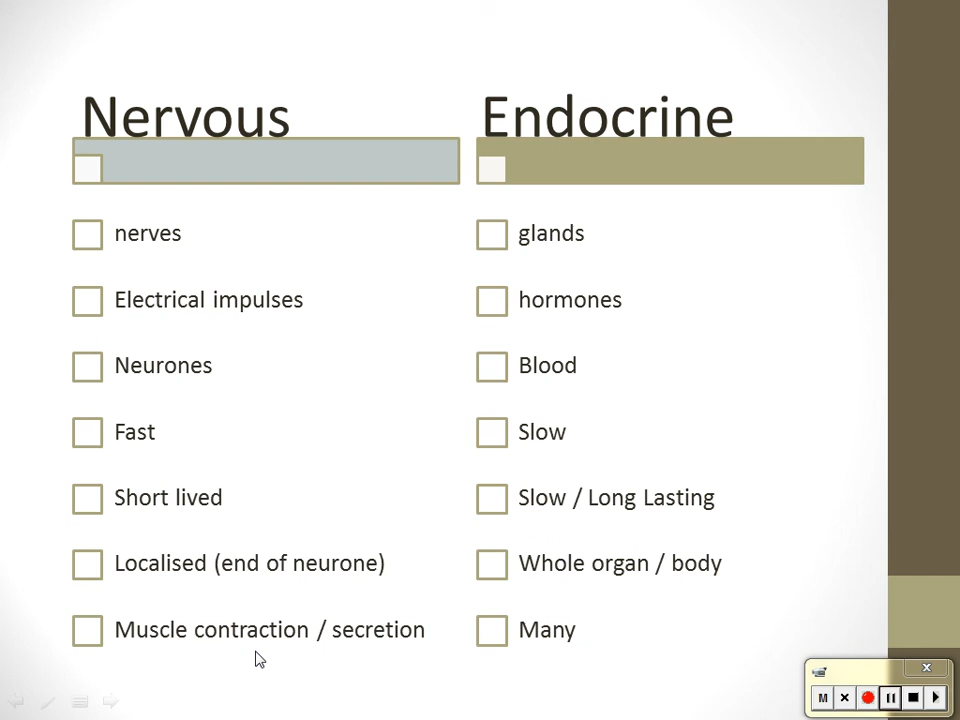 Nervous
nerves
Electrical impulses
Neurones
Fast
Short lived
Localised (end of neurone)
Muscle contraction / secretion
Endocrine
glands
hormones
Blood
Slow
Slow / Long Lasting
Whole organ / body
Many
M